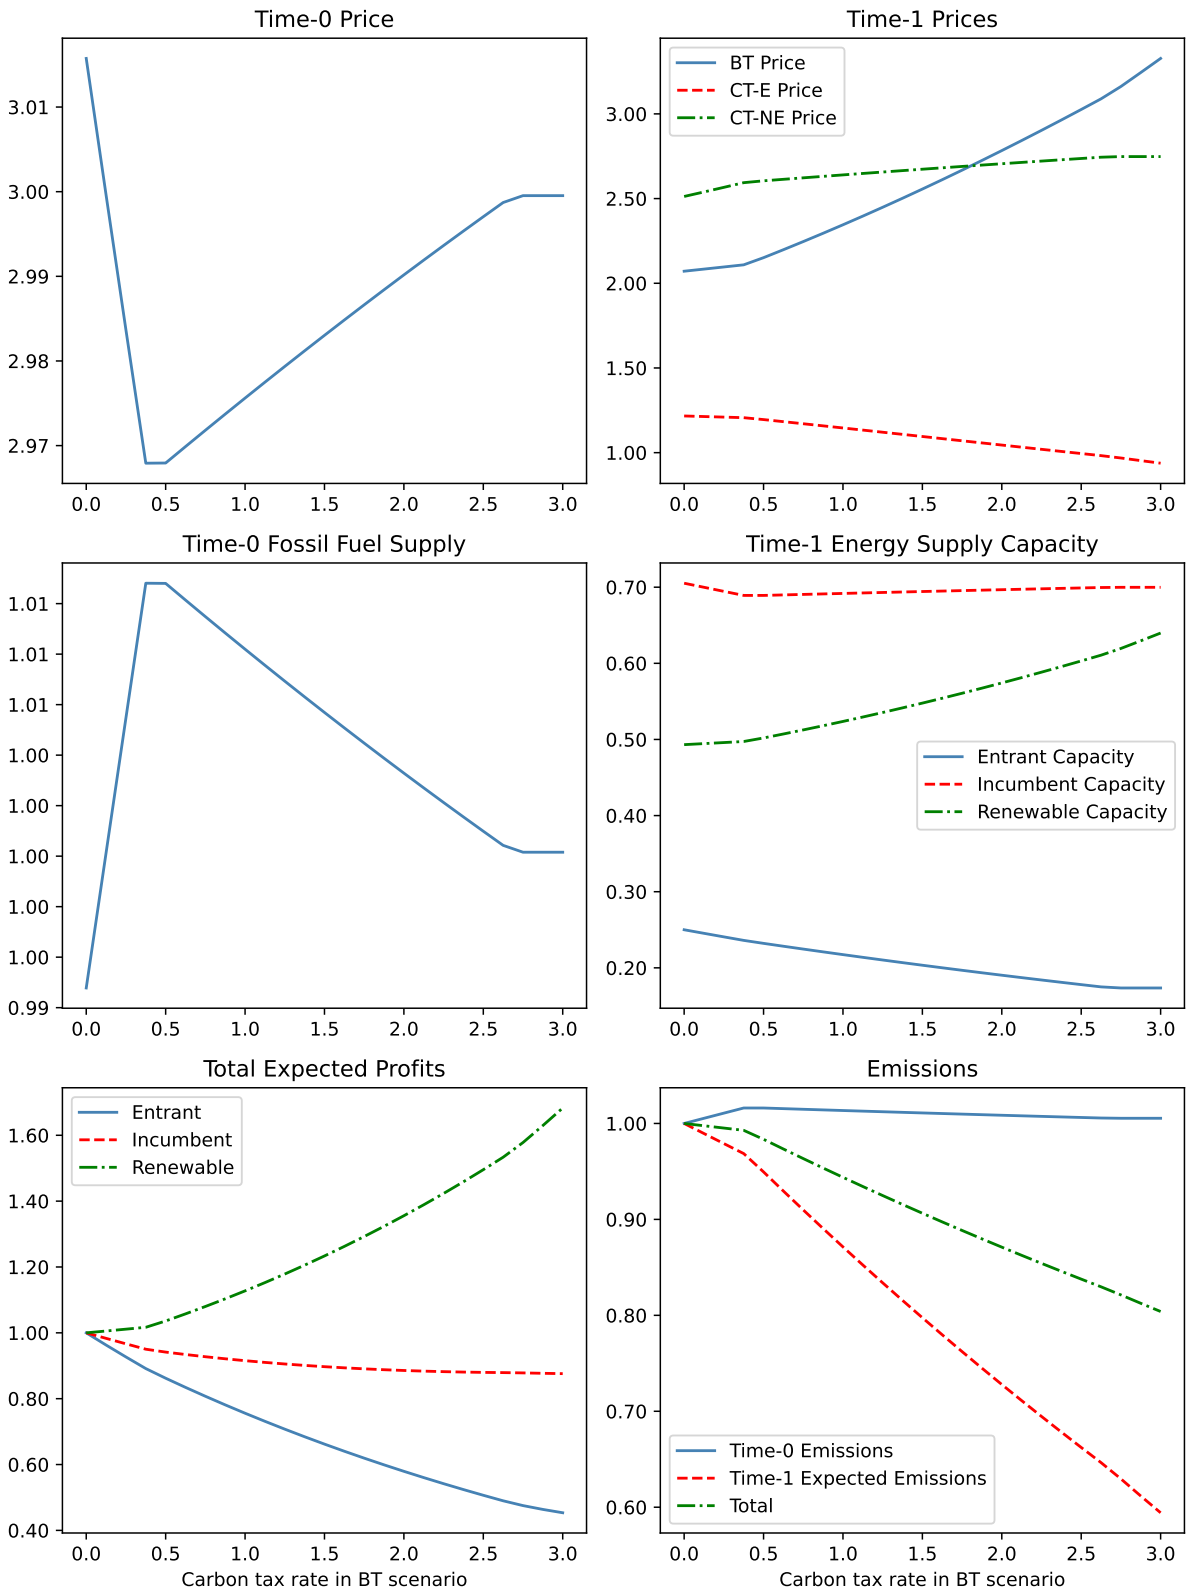 Time-0 Price
3.01
3.00
2.99
2.98
2.97
0.0 0.5 1.0 1.5 2.0 2.5 3.0
Time-1 Prices
BT Price
CT-E Price
CT-NE Price
3.00
2.50
2.00
1.50
1.00
0.0 0.5 1.0 1.5 2.0 2.5 3.0
Time-0 Fossil Fuel Supply
1.01
1.01
1.01
1.00
1.00
1.00
1.00
1.00
0.99
0.0 0.5 1.0 1.5 2.0 2.5 3.0
Time-1 Energy Supply Capacity
0.70
0.60
0.50
0.40
0.30
0.20
Entrant Capacity
Incumbent Capacity
Renewable Capacity
0.0 0.5 1.0 1.5 2.0 2.5 3.0
Total Expected Profits
Entrant
Incumbent
Renewable
1.60
1.40
1.20
1.00
0.80
0.60
0.40
0.0 0.5 1.0 1.5 2.0 2.5 3.0
Carbon tax rate in BT scenario
Emissions
1.00
0.90
0.80
0.70
0.60
Time-0 Emissions
Time-1 Expected Emissions
Total
0.0 0.5 1.0 1.5 2.0 2.5 3.0
Carbon tax rate in BT scenario